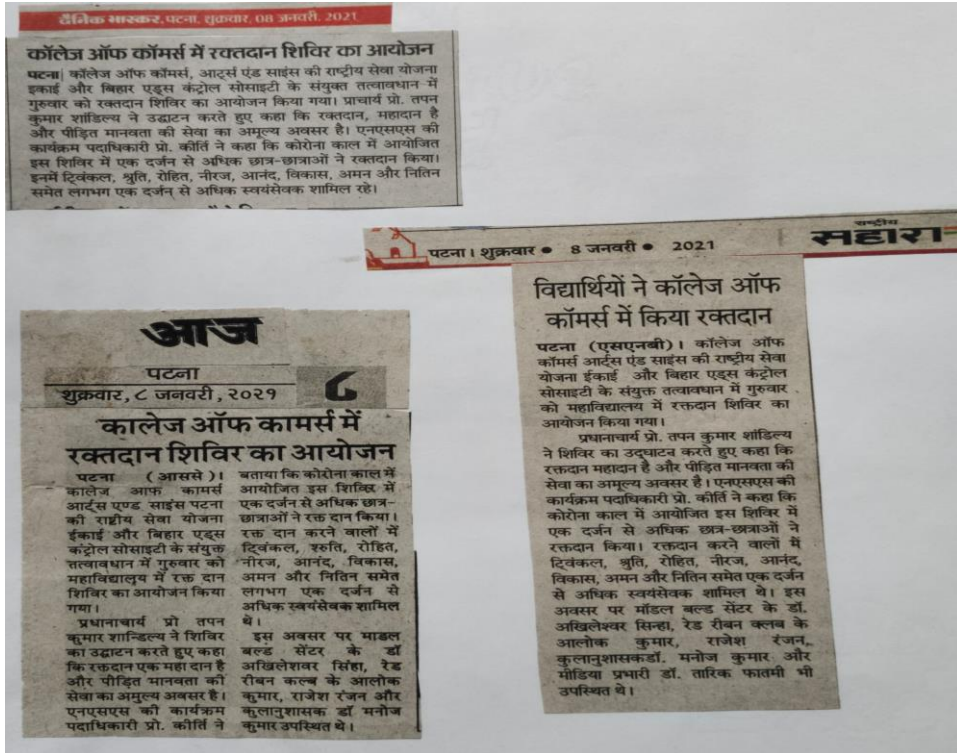 दैनिक भास्कर, पटना, शुक्रवार, 08 जनवरी, 2021
कॉलेज ऑफ कॉमर्स में रक्तदान शिविर का आयोजन
पटना| कॉलेज ऑफ कॉमर्स, आर्ट्स एंड साइंस की राष्ट्रीय सेवा योजना
इकाई और बिहार एड्स कंट्रोल सोसाइटी के संयुक्त तत्वावधान में
गुरुवार को रक्तदान शिविर का आयोजन किया गया। प्राचार्य प्रो. तपन
कुमार शांडिल्य ने उद्घाटन करते हुए कहा कि रक्तदान, महादान है
और पीड़ित मानवता की सेवा का अमूल्य अवसर है। एनएसएस की
कार्यक्रम पदाधिकारी प्रो. कीर्ति ने कहा कि कोरोना काल में आयोजित
इस शिविर में एक दर्जन से अधिक छात्र-छात्राओं ने रक्तदान किया।
इनमें ट्विंकल, श्रुति, रोहित, नीरज, आनंद, विकास, अमन और नितिन
समेत लगभग एक दर्जन से अधिक स्वयंसेवक शामिल रहे।
राष्ट्रीय
सहारा
पटना। शुक्रवार ● 8 जनवरी ● 2021
विद्यार्थियों ने कॉलेज ऑफ
कॉमर्स में किया रक्तदान
पटना (एसएनबी)। कॉलेज ऑफ
कॉमर्स आर्ट्स एंड साइंस की राष्ट्रीय सेवा
योजना ईकाई और बिहार एड्स कंट्रोल
सोसाइटी के संयुक्त तत्वावधान में गुरुवार
को महाविद्यालय में रक्तदान शिविर का
आयोजन किया गया।
प्रधानाचार्य प्रो. तपन कुमार शांडिल्य
ने शिविर का उद्घाटन करते हुए कहा कि
रक्तदान महादान है और पीड़ित मानवता की
सेवा का अमूल्य अवसर है। एनएसएस की
कार्यक्रम पदाधिकारी प्रो. कीर्ति ने कहा कि
कोरोना काल में आयोजित इस शिविर में
एक दर्जन से अधिक छात्र-छात्राओं ने
रक्तदान किया। रक्तदान करने वालों में
ट्विंकल, श्रुति, रोहित, नीरज, आनंद,
विकास, अमन और नितिन समेत एक दर्जन
से अधिक स्वयंसेवक शामिल थे। इस
अवसर पर मॉडल बल्ड सेंटर के डॉ.
अखिलेश्वर सिन्हा, रेड रीबन क्लब के
आलोक कुमार, राजेश रंजन,
कुलानुशासकडॉ. मनोज कुमार और
मीडिया प्रभारी डॉ. तारिक फातमी भी
उपस्थित थे।
आज
पटना
शुक्रवार, ८ जनवरी, २०२१
८
कालेज ऑफ कामर्स में
रक्तदान शिविर का आयोजन
पटना (आससे)।
कालेज आफ कामर्स
आर्ट्स एण्ड साइंस पटना
की राष्ट्रीय सेवा योजना
ईकाई और बिहार एड्स
कंट्रोल सोसाइटी के संयुक्त
तत्वावधान में गुरुवार को
महाविद्यालय में रक्त दान
शिविर का आयोजन किया
गया।
प्रधानाचार्य प्रो तपन
कुमार शान्डिल्य ने शिविर
का उद्घाटन करते हुए कहा
कि रक्तदान एक महा दान है
और पीड़ित मानवता की
सेवा का अमुल्य अवसर है।
एनएसएस की कार्यक्रम
पदाधिकारी प्रो. कीर्ति ने
बताया कि कोरोना काल में
आयोजित इस शिविर में
एक दर्जन से अधिक छात्र-
छात्राओं ने रक्त दान किया।
रक्त दान करने वालों में
ट्विंकल, श्रुति, रोहित,
नीरज, आनंद, विकास,
अमन और नितिन समेत
लगभग एक दर्जन से
अधिक स्वयंसेवक शामिल
थे।
इस अवसर पर माडल
बल्ड सेंटर के डॉ
अखिलेशवर सिंहा, रेड
रीबन कल्ब के आलोक
कुमार, राजेश रंजन और
कुलानुशासक डॉ मनोज
कुमार उपस्थित थे।